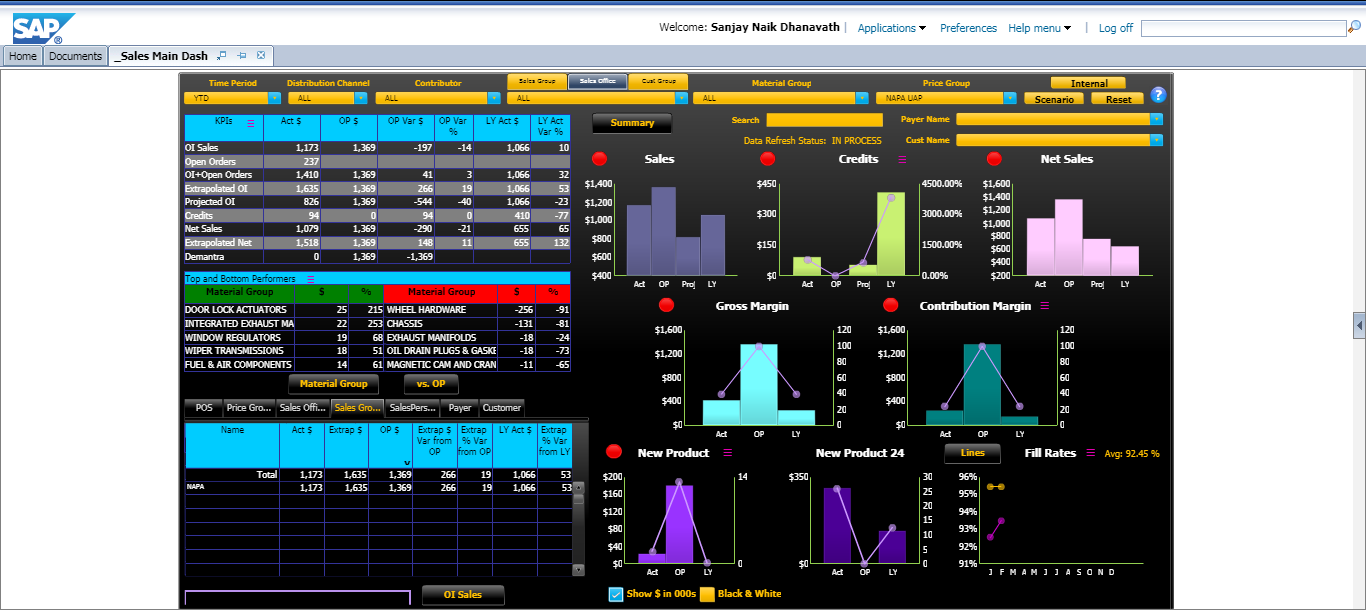 SAP ®
Welcome: Sanjay Naik Dhanavath | Applications Preferences Help menu | Log off
Home Documents _Sales Main Dash
Time Period Distribution Channel Contributor Sales Group Sales Office Cust Group Material Group Price Group Internal
YTD ALL ALL ALL ALL NAPA UAP Scenario Reset ?
KPIs Act $ OP $ OP Var $ OP Var % LY Act $ LY Act Var %
OI Sales 1,173 1,369 -197 -14 1,066 10
Open Orders 237
OI+Open Orders 1,410 1,369 41 3 1,066 32
Extrapolated OI 1,635 1,369 266 19 1,066 53
Projected OI 826 1,369 -544 -40 1,066 -23
Credits 94 0 94 0 410 -77
Net Sales 1,079 1,369 -290 -21 655 65
Extrapolated Net 1,518 1,369 148 11 655 132
Demantra 0 1,369 -1,369
Top and Bottom Performers
Material Group $ % Material Group $ %
DOOR LOCK ACTUATORS 25 215 WHEEL HARDWARE -256 -91
INTEGRATED EXHAUST MA 22 253 CHASSIS -131 -81
WINDOW REGULATORS 19 68 EXHAUST MANIFOLDS -18 -24
WIPER TRANSMISSIONS 18 51 OIL DRAIN PLUGS & GASKE -18 -73
FUEL & AIR COMPONENTS 14 61 MAGNETIC CAM AND CRAN -11 -65
Material Group vs. OP
POS Price Gro... Sales Offi... Sales Gro... SalesPers... Payer Customer
Name Act $ Extrap $ OP $ Extrap $ Var from OP Extrap % Var from OP LY Act $ Extrap % Var from LY
Total 1,173 1,635 1,369 266 19 1,066 53
NAPA 1,173 1,635 1,369 266 19 1,066 53
OI Sales
Summary Search Payer Name
Data Refresh Status: IN PROCESS Cust Name
Sales
$1,400
$1,200
$1,000
$800
$600
$400
Act OP Proj LY
Credits
$450 4500.00%
$300 3000.00%
$150 1500.00%
$0 0.00%
Act OP Proj LY
Net Sales
$1,600
$1,400
$1,200
$1,000
$800
$600
$400
$200
Act OP Proj LY
Gross Margin
$1,600 120
100
$1,200 80
$800 60
40
$400 20
$0 0
Act OP LY
Contribution Margin
$1,600 120
100
$1,200 80
$800 60
40
$400 20
$0 0
Act OP LY
New Product
$200 14
$160
$120
$80
$40
$0 0
Act OP LY
New Product 24
$350 30
25
20
15
10
5
$0 0
Act OP LY
Lines Fill Rates Avg: 92.45 %
96%
95%
94%
93%
92%
91%
J F M A M J J A S O N D
Show $ in 000s Black & White